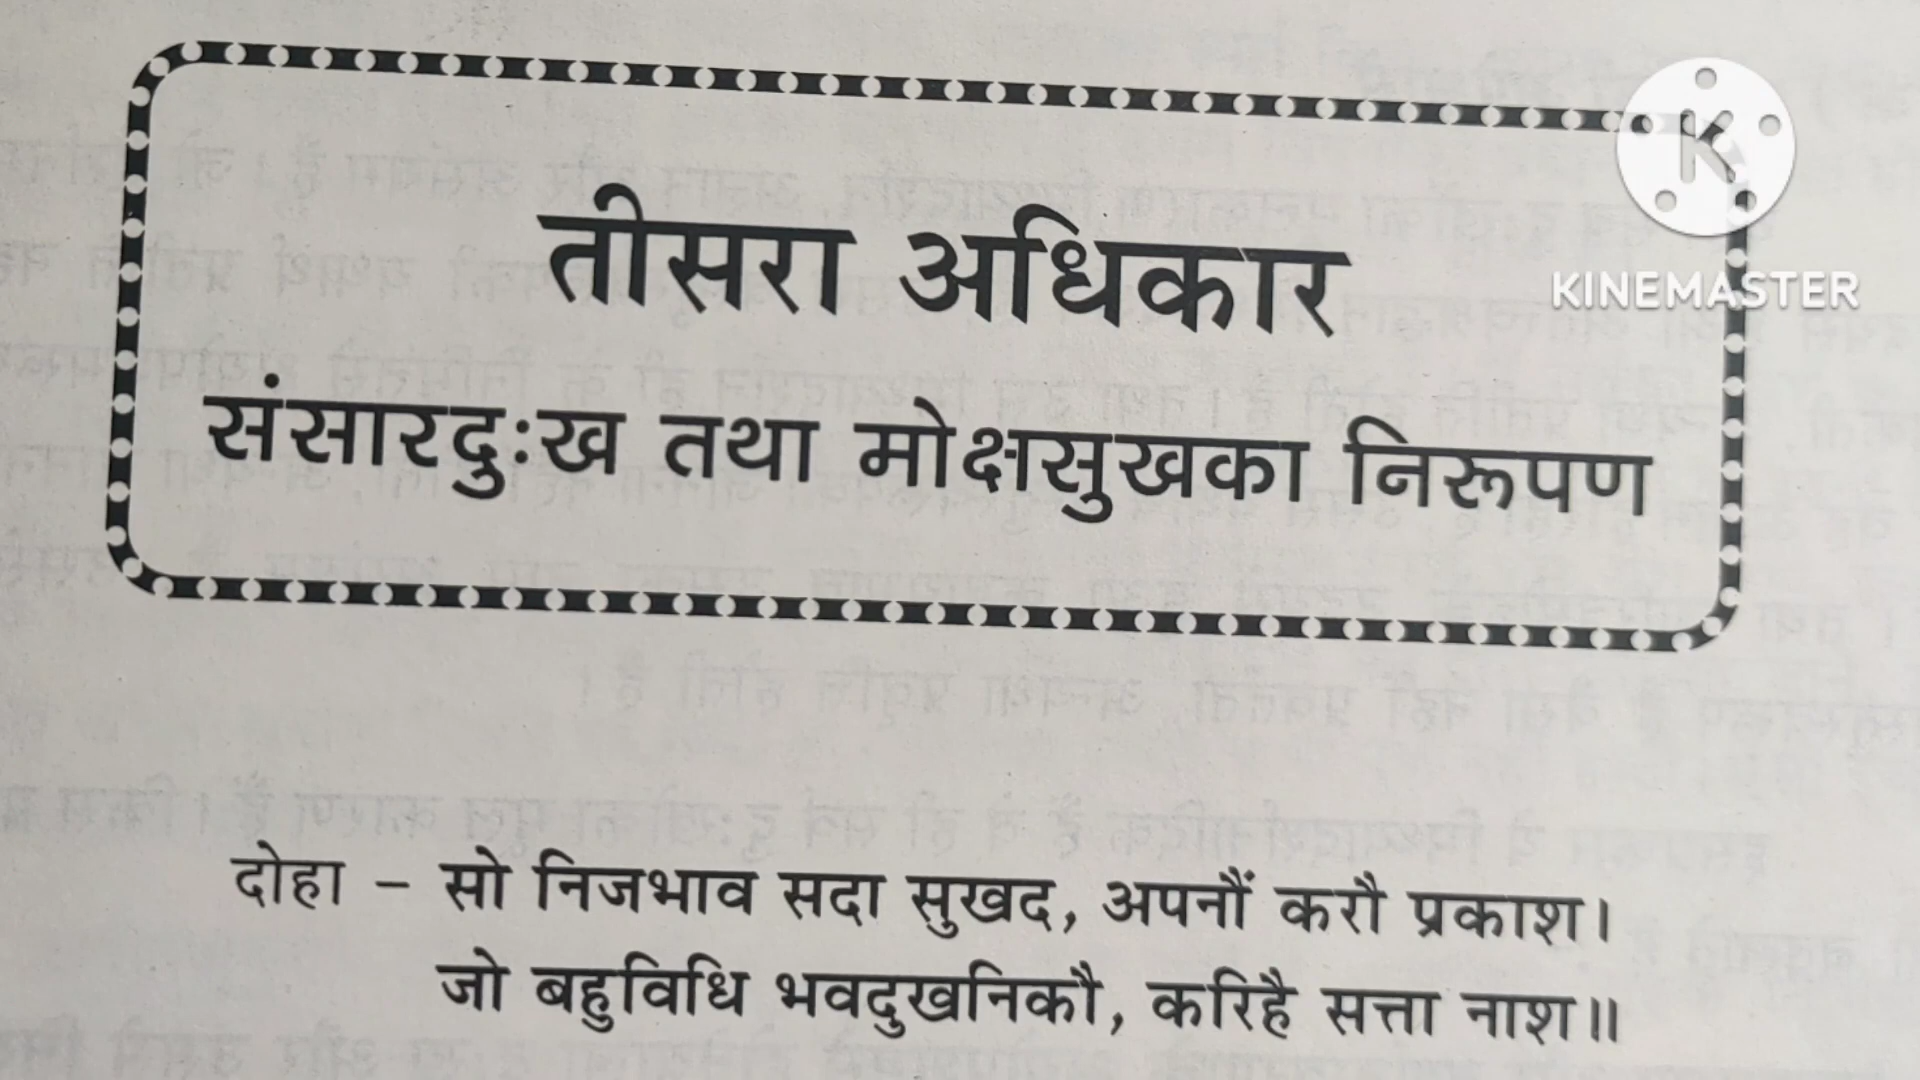 तीसरा अधिकार
संसारदुःख तथा मोक्षसुखका निरूपण
दोहा – सो निजभाव सदा सुखद, अपनौं करौ प्रकाश।
जो बहुविधि भवदुखनिकौ, करिहै सत्ता नाश॥
K
KINEMASTER